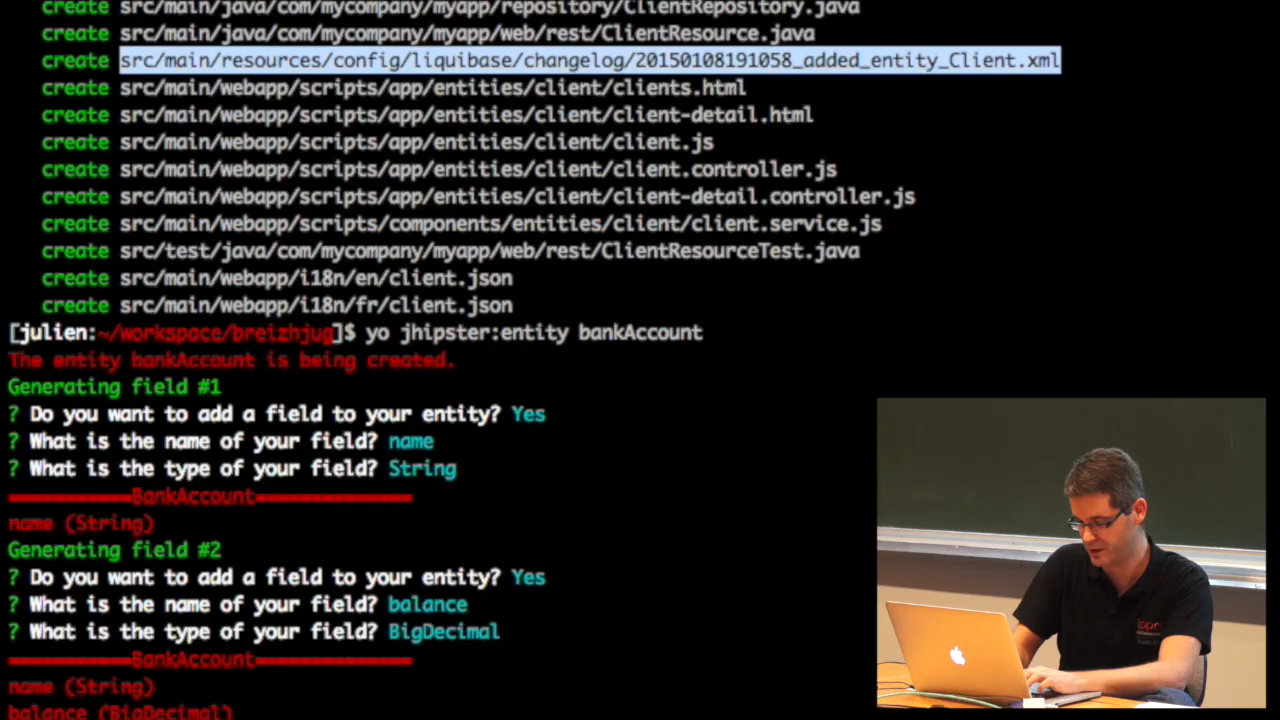 create src/main/java/com/mycompany/myapp/repository/ClientRepository.java
create src/main/java/com/mycompany/myapp/web/rest/ClientResource.java
create src/main/resources/config/liquibase/changelog/20150108191058_added_entity_Client.xml
create src/main/webapp/scripts/app/entities/client/clients.html
create src/main/webapp/scripts/app/entities/client/client-detail.html
create src/main/webapp/scripts/app/entities/client/client.js
create src/main/webapp/scripts/app/entities/client/client.controller.js
create src/main/webapp/scripts/app/entities/client/client-detail.controller.js
create src/main/webapp/scripts/components/entities/client/client.service.js
create src/test/java/com/mycompany/myapp/web/rest/ClientResourceTest.java
create src/main/webapp/i18n/en/client.json
create src/main/webapp/i18n/fr/client.json
[julien:~/workspace/breizhjug]$ yo jhipster:entity bankAccount
The entity bankAccount is being created.
Generating field #1
? Do you want to add a field to your entity? Yes
? What is the name of your field? name
? What is the type of your field? String
===========BankAccount==============
name (String)
Generating field #2
? Do you want to add a field to your entity? Yes
? What is the name of your field? balance
? What is the type of your field? BigDecimal
===========BankAccount==============
name (String)
balance (BigDecimal)